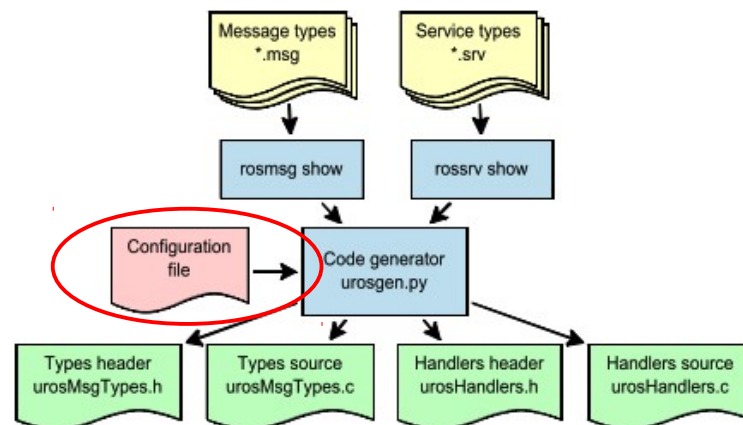 Message types
*.msg
Service types
*.srv
rosmsg show
rossrv show
Configuration
file
Code generator
urosgen.py
Types header
urosMsgTypes.h
Types source
urosMsgTypes.c
Handlers header
urosHandlers.h
Handlers source
urosHandlers.c